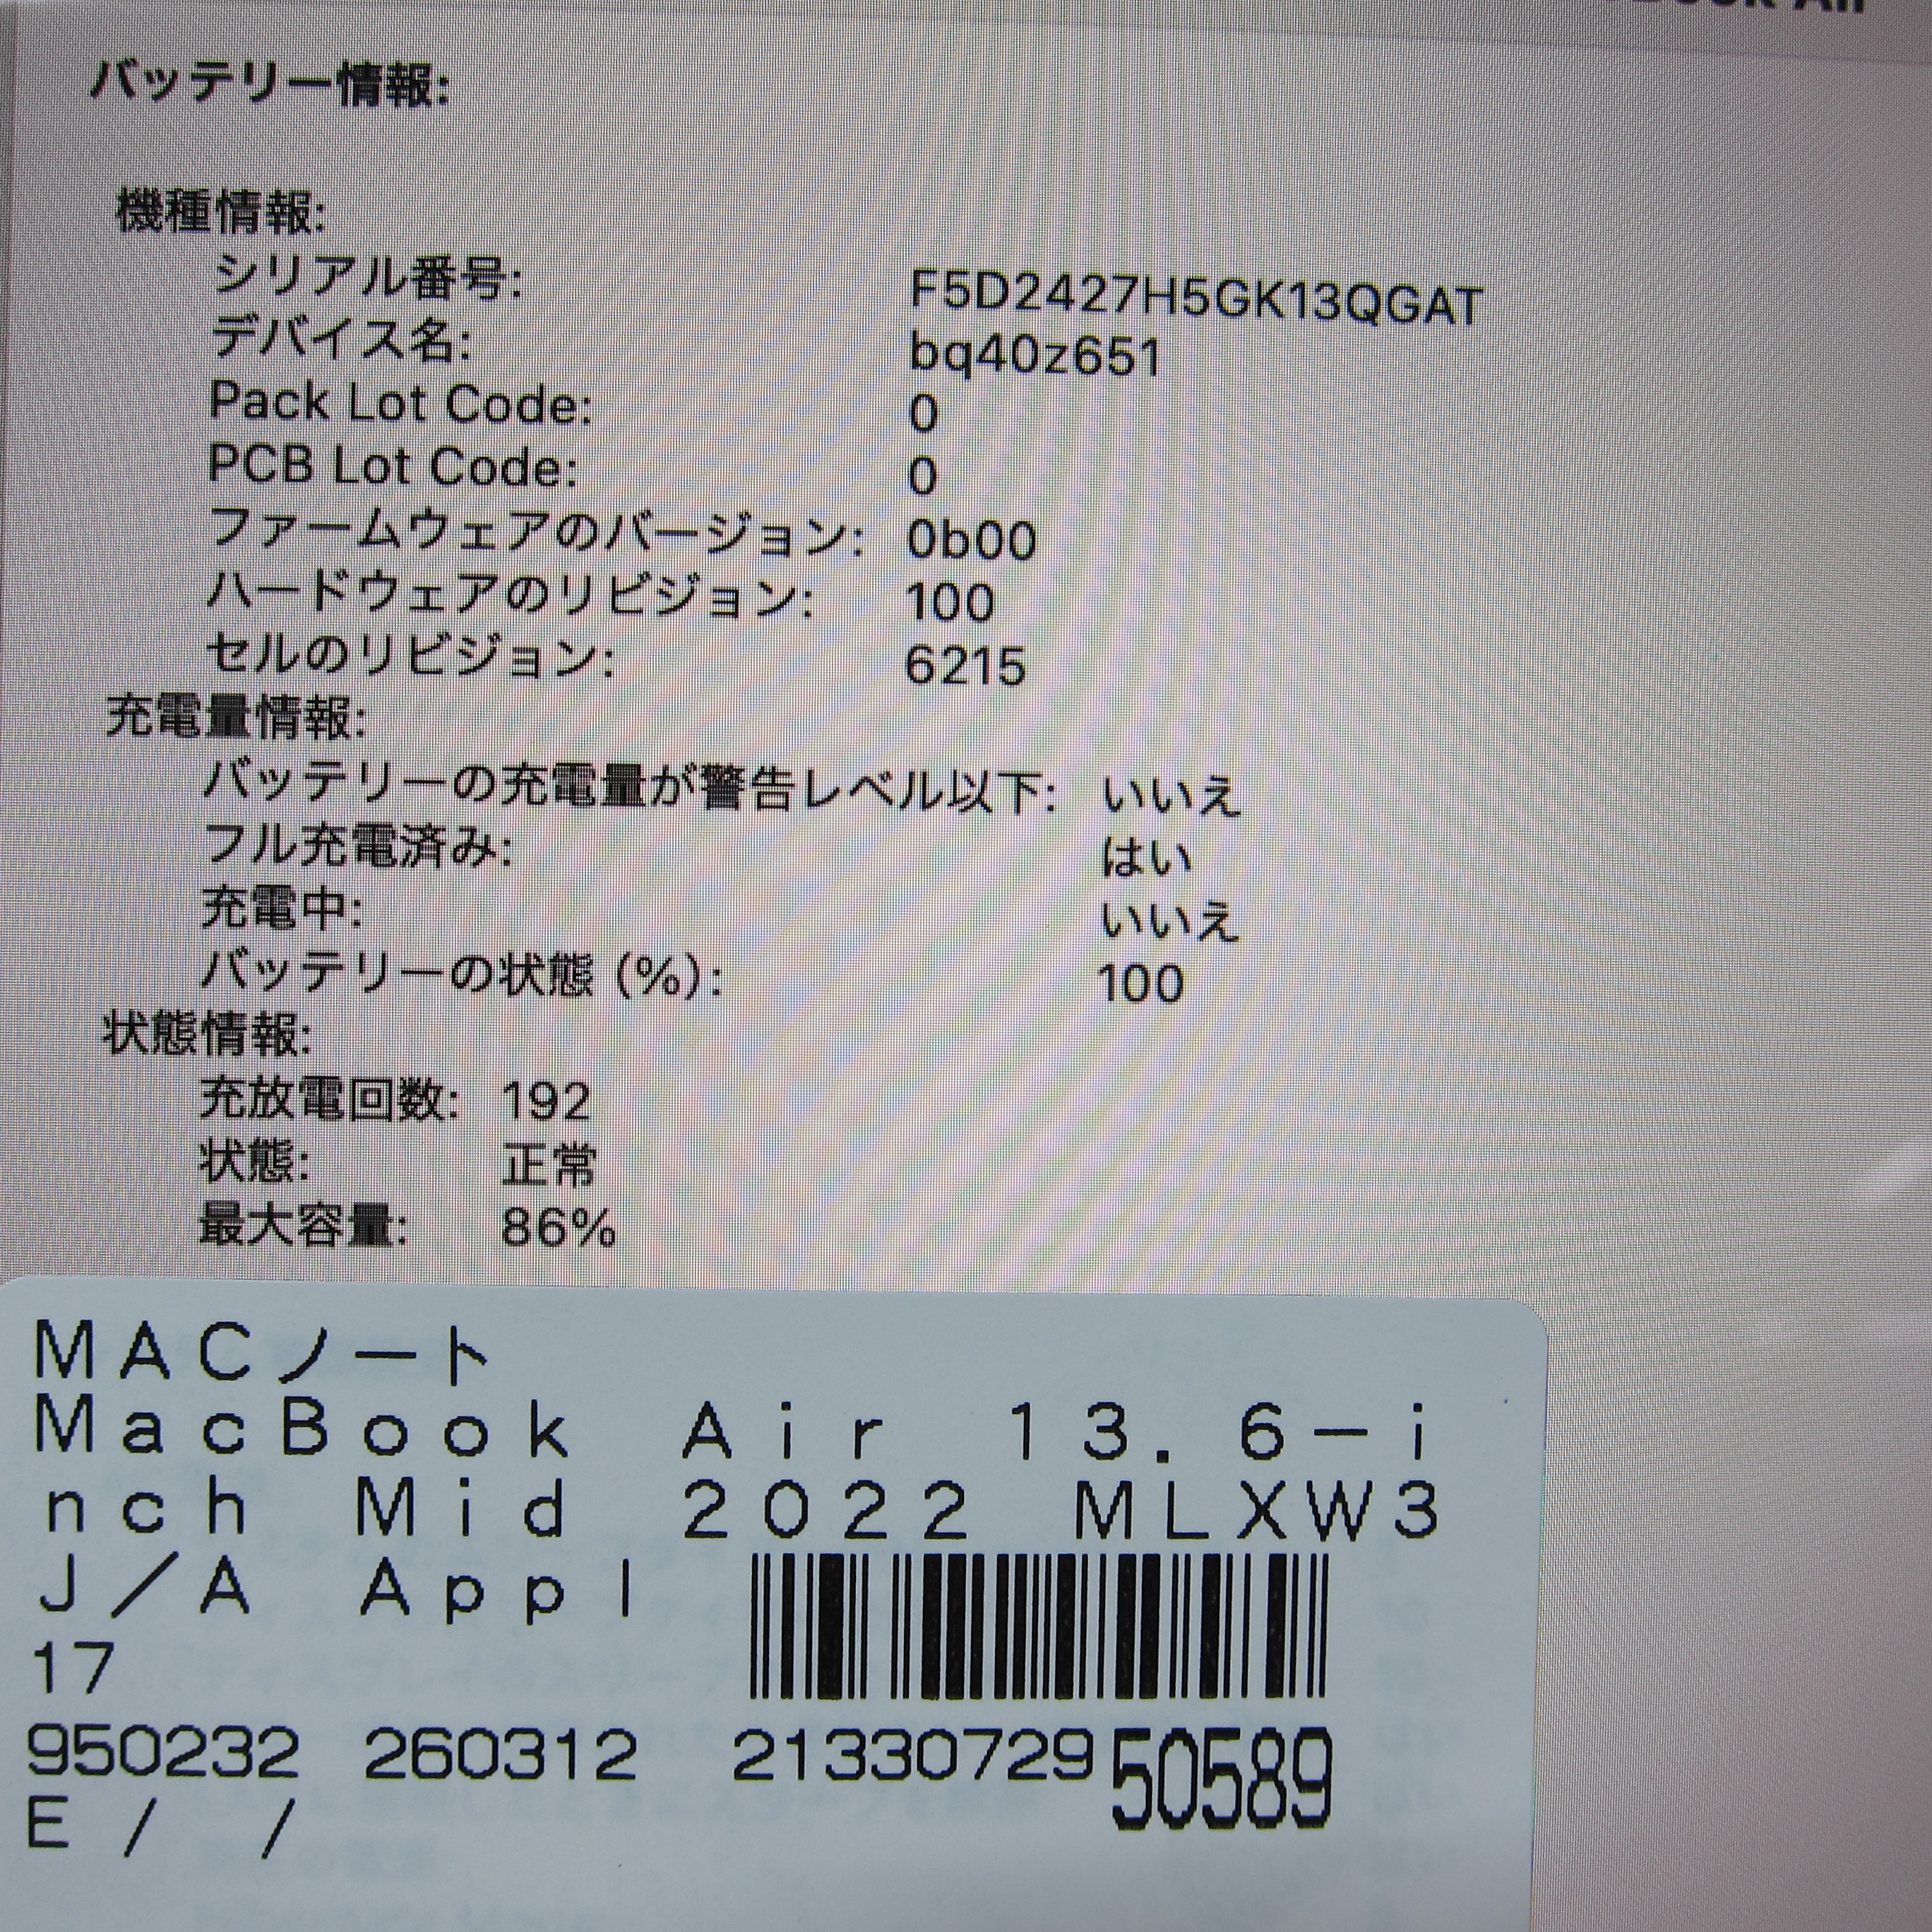 バッテリー情報:
機種情報:
シリアル番号: F5D2427H5GK13QGAT
デバイス名: bq40z651
Pack Lot Code: 0
PCB Lot Code: 0
ファームウェアのバージョン: 0b00
ハードウェアのリビジョン: 100
セルのリビジョン: 6215
充電量情報:
バッテリーの充電量が警告レベル以下: いいえ
フル充電済み: はい
充電中: いいえ
バッテリーの状態 (%): 100
状態情報:
充放電回数: 192
状態: 正常
最大容量: 86%
MACノート
MacBook Air 13.6-i
nch Mid 2022 MLXW3
J/A Appl
17
950232 260312 21330729 50589
E / /